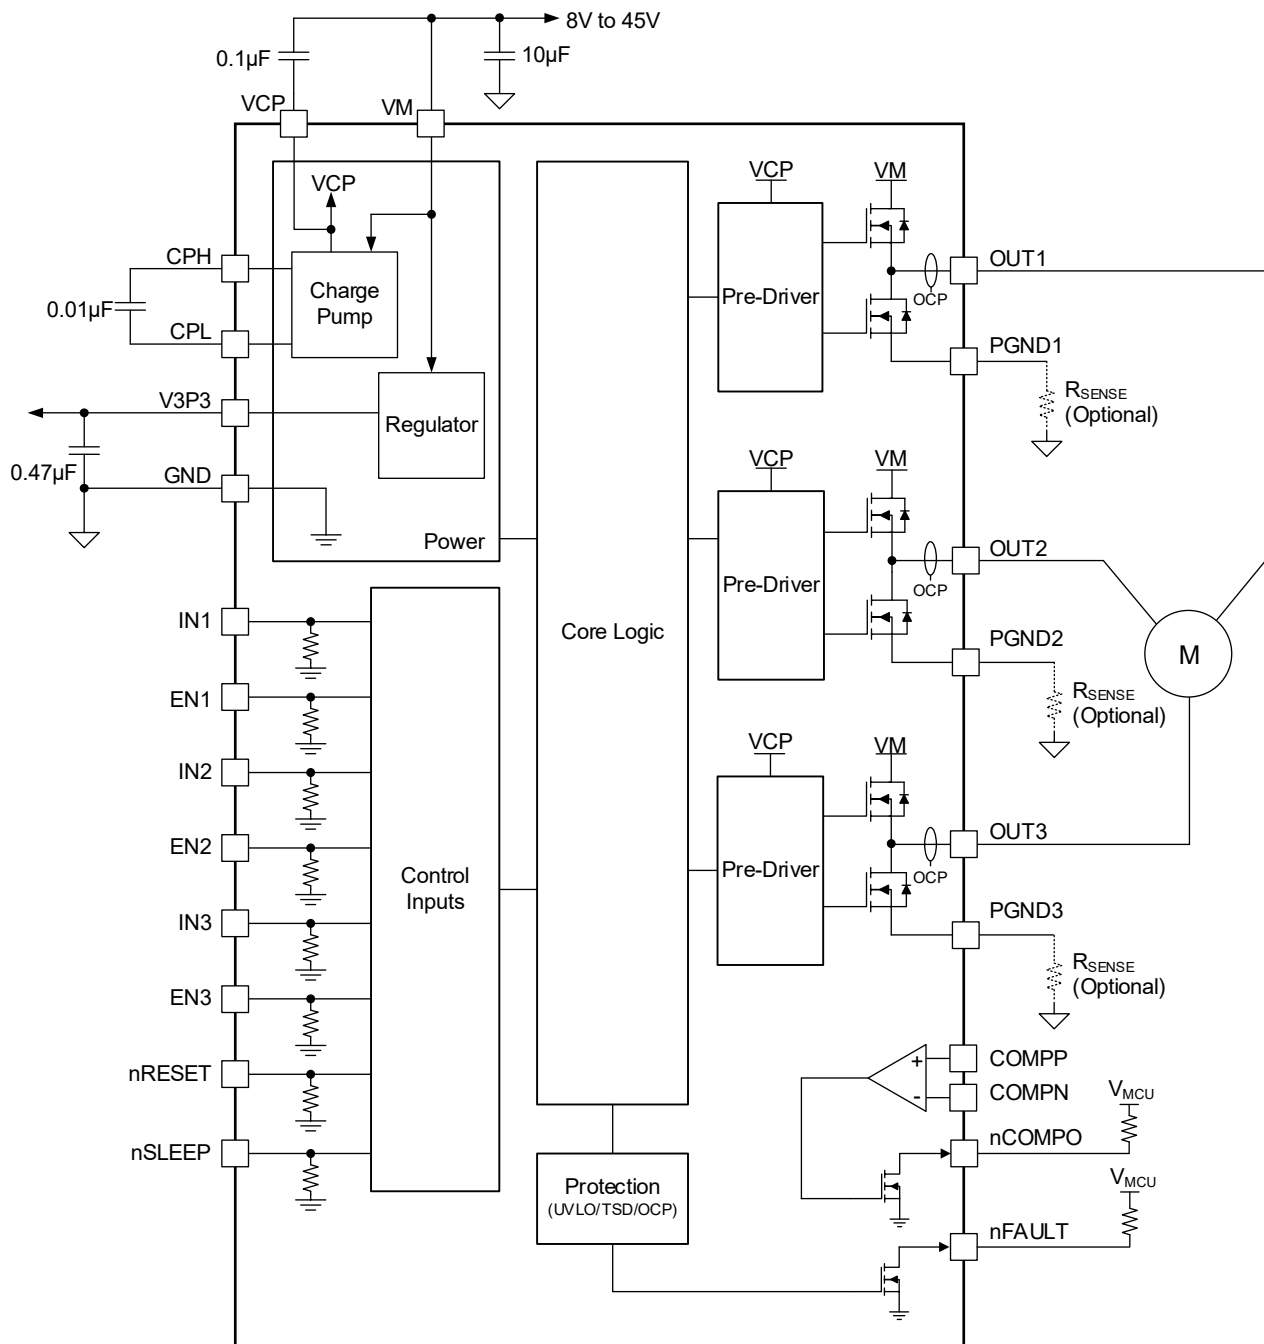 8V to 45V
0.1µF
10µF
VCP
VM
VCP
VCP
VM
CPH
Charge
Pump
0.01µF
CPL
Pre-Driver
OCP
OUT1
PGND1
RSENSE
(Optional)
V3P3
Regulator
0.47µF
GND
Power
VCP
VM
Pre-Driver
OCP
OUT2
PGND2
RSENSE
(Optional)
M
Core Logic
IN1
EN1
IN2
EN2
IN3
EN3
nRESET
nSLEEP
Control
Inputs
VCP
VM
Pre-Driver
OCP
OUT3
PGND3
RSENSE
(Optional)
+
-
COMPP
COMPN
VMCU
nCOMPO
Protection
(UVLO/TSD/OCP)
VMCU
nFAULT